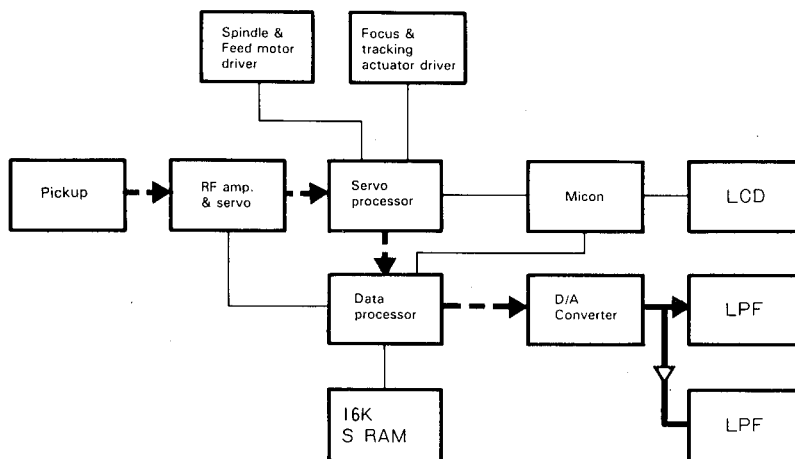 Spindle &
Feed motor
driver
Focus &
tracking
actuator driver
Pickup
RF amp.
& servo
Servo
processor
Micon
LCD
Data
processor
D/A
Converter
LPF
16K
S RAM
LPF